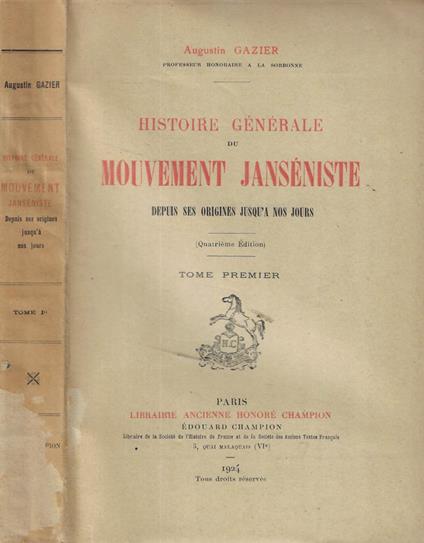 Augustin GAZIER
HISTOIRE GÉNÉRALE
DU
MOUVEMENT
JANSÉNISTE
Depuis ses origines
jusqu'à
nos jours
TOME Iᵉʳ
PION
Augustin GAZIER
PROFESSEUR HONORAIRE A LA SORBONNE
HISTOIRE GÉNÉRALE
DU
MOUVEMENT JANSÉNISTE
DEPUIS SES ORIGINES JUSQU'A NOS JOURS
(Quatrième Édition)
TOME PREMIER
H.C
PARIS
LIBRAIRIE ANCIENNE HONORÉ CHAMPION
ÉDOUARD CHAMPION
Libraire de la Société de l'Histoire de France et de la Société des Anciens Textes Français
5, QUAI MALAQUAIS (VIᵉ)
1924
Tous droits réservés